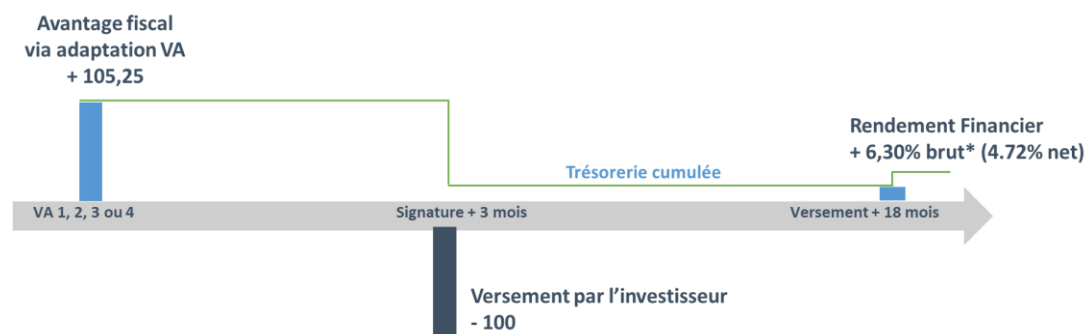 Avantage fiscal
via adaptation VA
+ 105,25
Rendement Financier
+ 6,30% brut* (4.72% net)
Trésorerie cumulée
VA 1, 2, 3 ou 4
Signature + 3 mois
Versement + 18 mois
Versement par l'investisseur
- 100